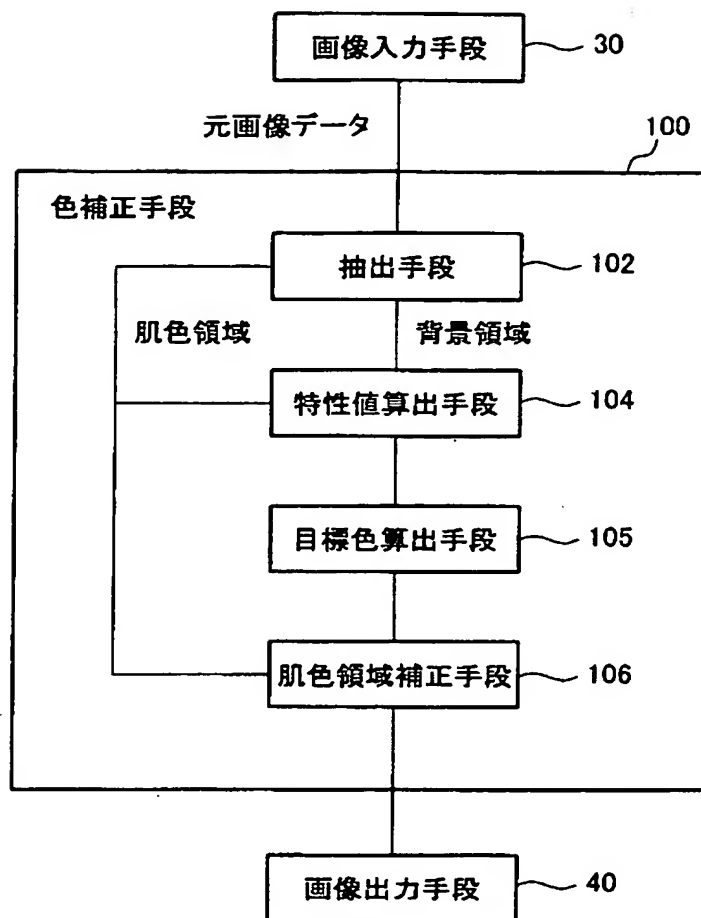 画像入力手段 30
元画像データ
100
色補正手段
抽出手段 102
肌色領域 背景領域
特性値算出手段 104
目標色算出手段 105
肌色領域補正手段 106
画像出力手段 40